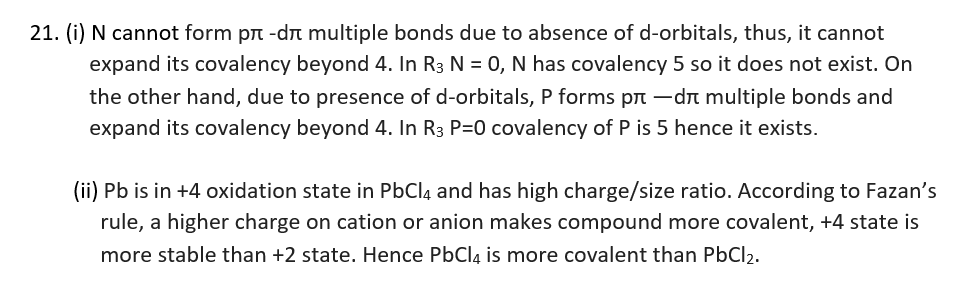 21. (i) N cannot form pπ -dπ multiple bonds due to absence of d-orbitals, thus, it cannot
expand its covalency beyond 4. In R₃ N = 0, N has covalency 5 so it does not exist. On
the other hand, due to presence of d-orbitals, P forms pπ —dπ multiple bonds and
expand its covalency beyond 4. In R₃ P=0 covalency of P is 5 hence it exists.
(ii) Pb is in +4 oxidation state in PbCl₄ and has high charge/size ratio. According to Fazan’s
rule, a higher charge on cation or anion makes compound more covalent, +4 state is
more stable than +2 state. Hence PbCl₄ is more covalent than PbCl₂.